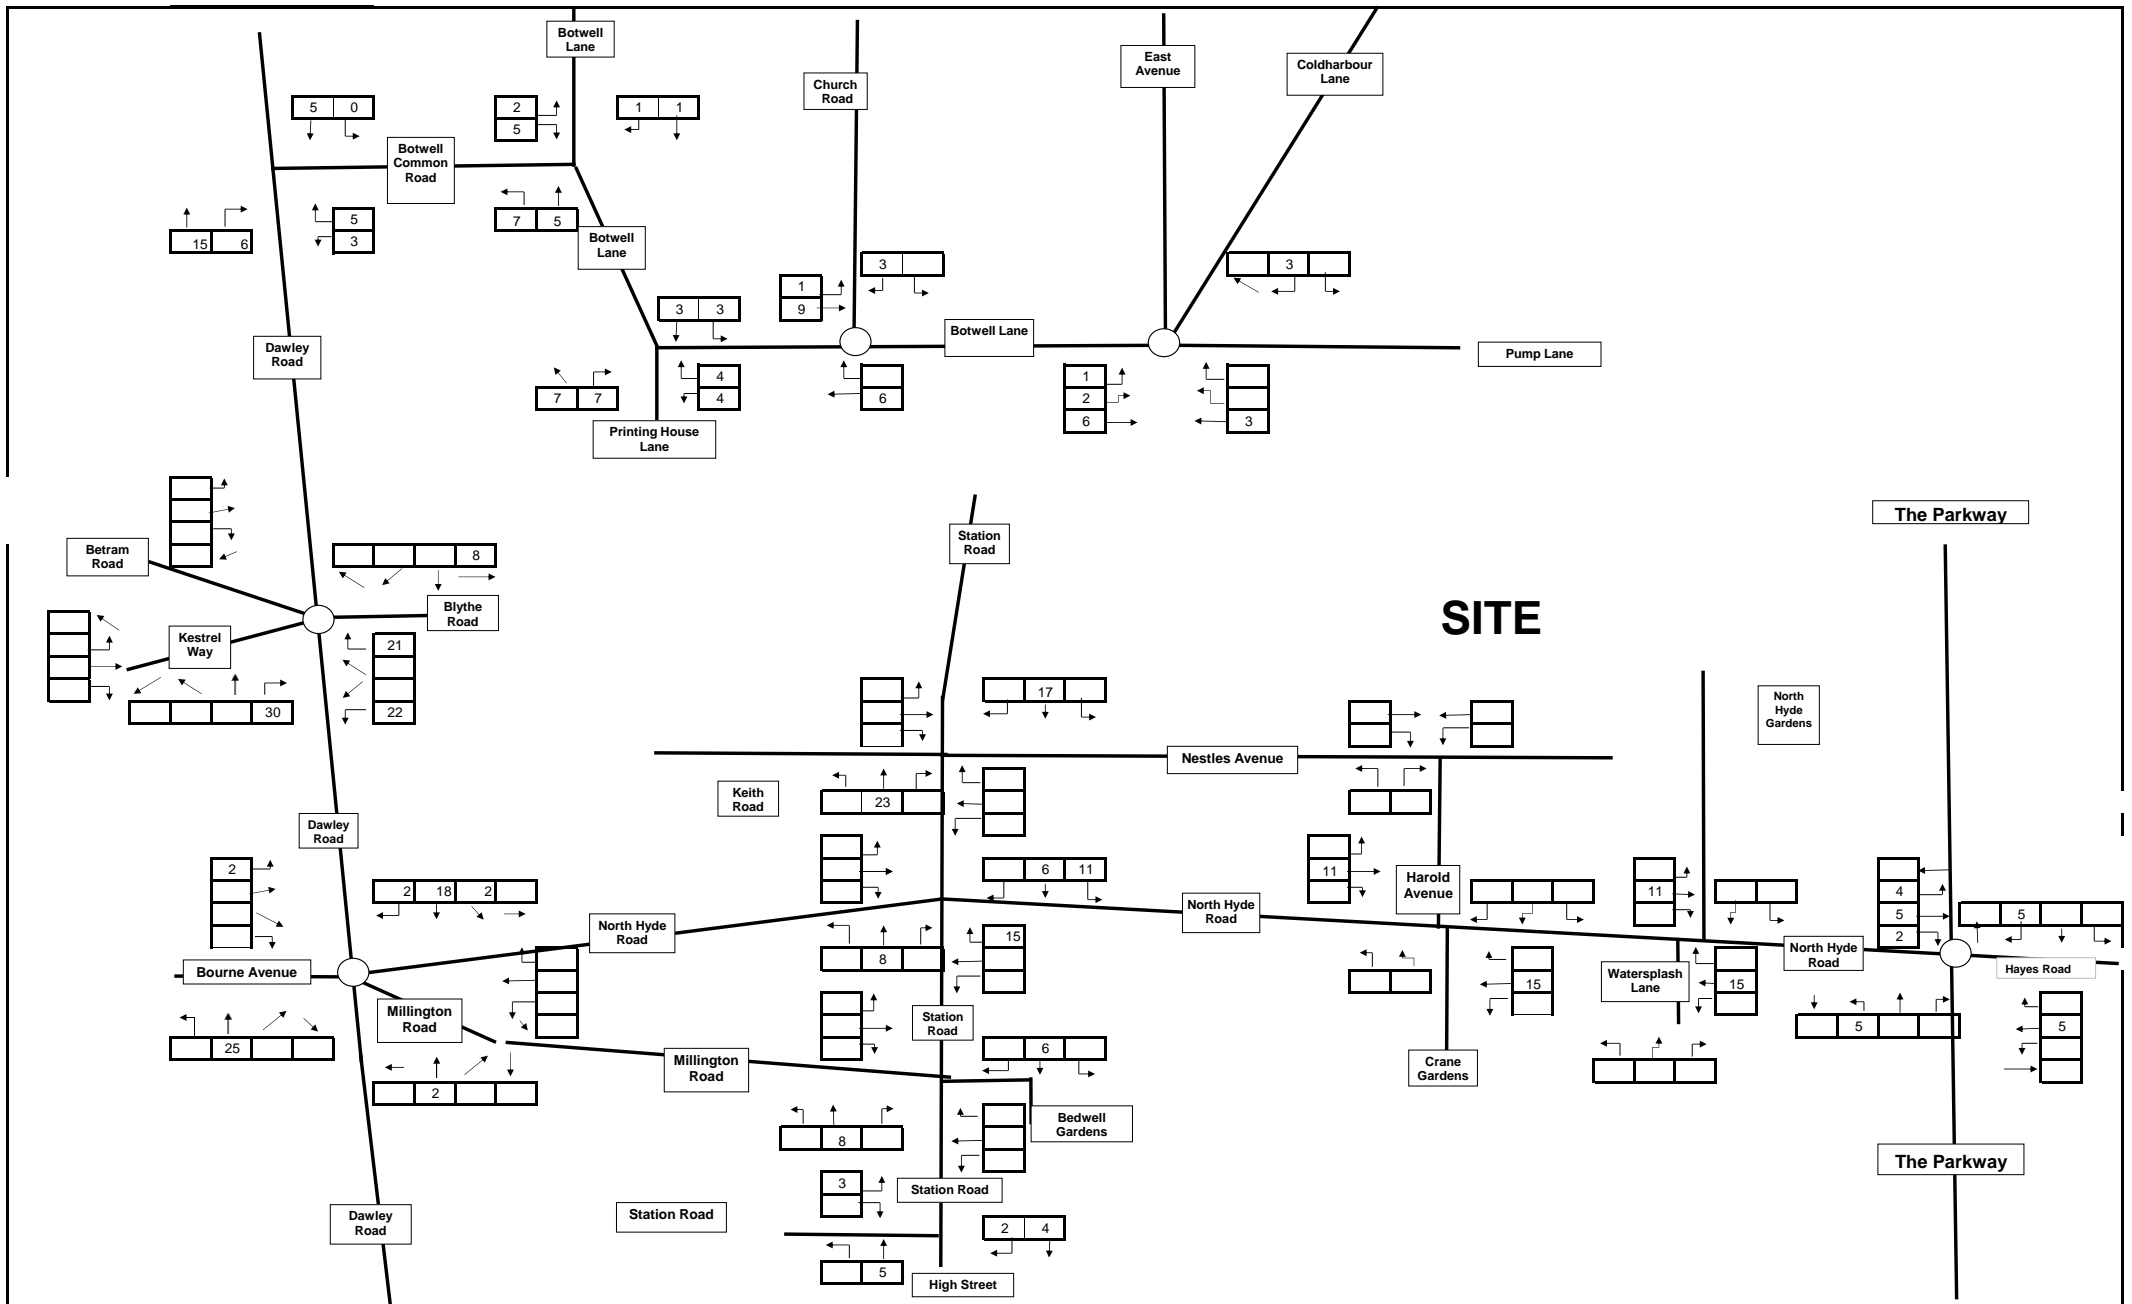 Botwell
Lane
East
Avenue
Coldharbour
Lane
Church
Road
5 0
2
5
1 1
Botwell
Common
Road
15 6
5
3
7 5
Botwell
Lane
3
3
1
9
3 3
Botwell Lane
Dawley
Road
Pump Lane
7 7
4
4
6
1
2
6
3
Printing House
Lane
The Parkway
Station
Road
Betram
Road
8
Blythe
Road
SITE
Kestrel
Way
21
22
30
17
North
Hyde
Gardens
Nestles Avenue
Keith
Road
23
Dawley
Road
2
2 18 2
6 11
11
Harold
Avenue
11
4
5
2
5
North Hyde
Road
North Hyde
Road
8
15
Bourne Avenue
North Hyde
Road
Hayes Road
15
Watersplash
Lane
15
Millington
Road
Station
Road
5
5
25
6
Millington
Road
Crane
Gardens
2
Bedwell
Gardens
8
The Parkway
3
Station Road
Dawley
Road
Station Road
2 4
5
High Street